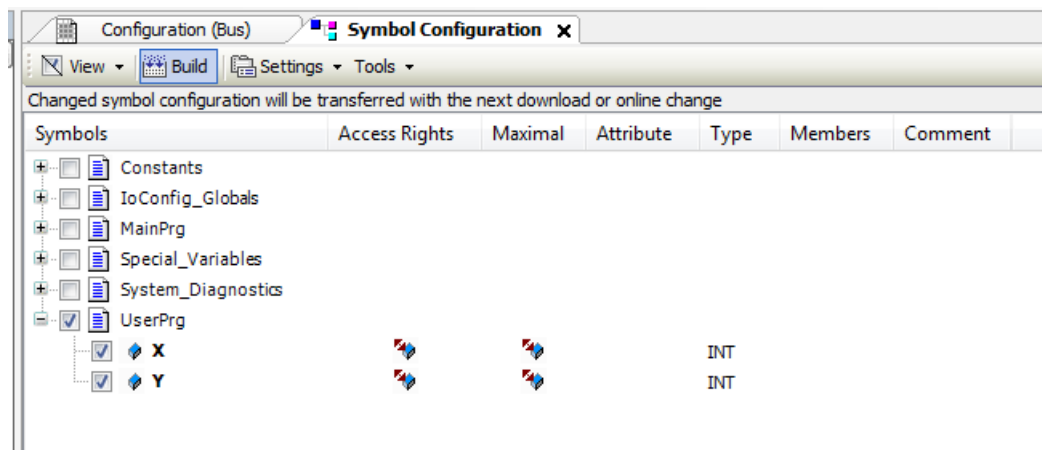 Configuration (Bus) Symbol Configuration x
View Build Settings Tools
Changed symbol configuration will be transferred with the next download or online change
Symbols Access Rights Maximal Attribute Type Members Comment
Constants
IoConfig_Globals
MainPrg
Special_Variables
System_Diagnostics
UserPrg
X INT
Y INT